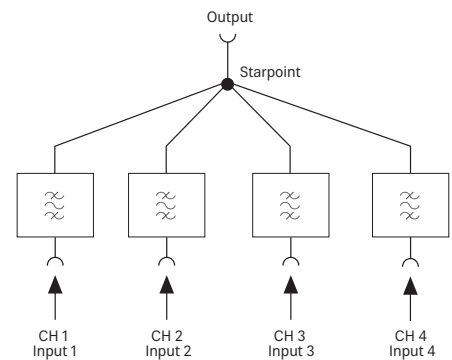 Output
Starpoint
CH 1
Input 1
CH 2
Input 2
CH 3
Input 3
CH 4
Input 4